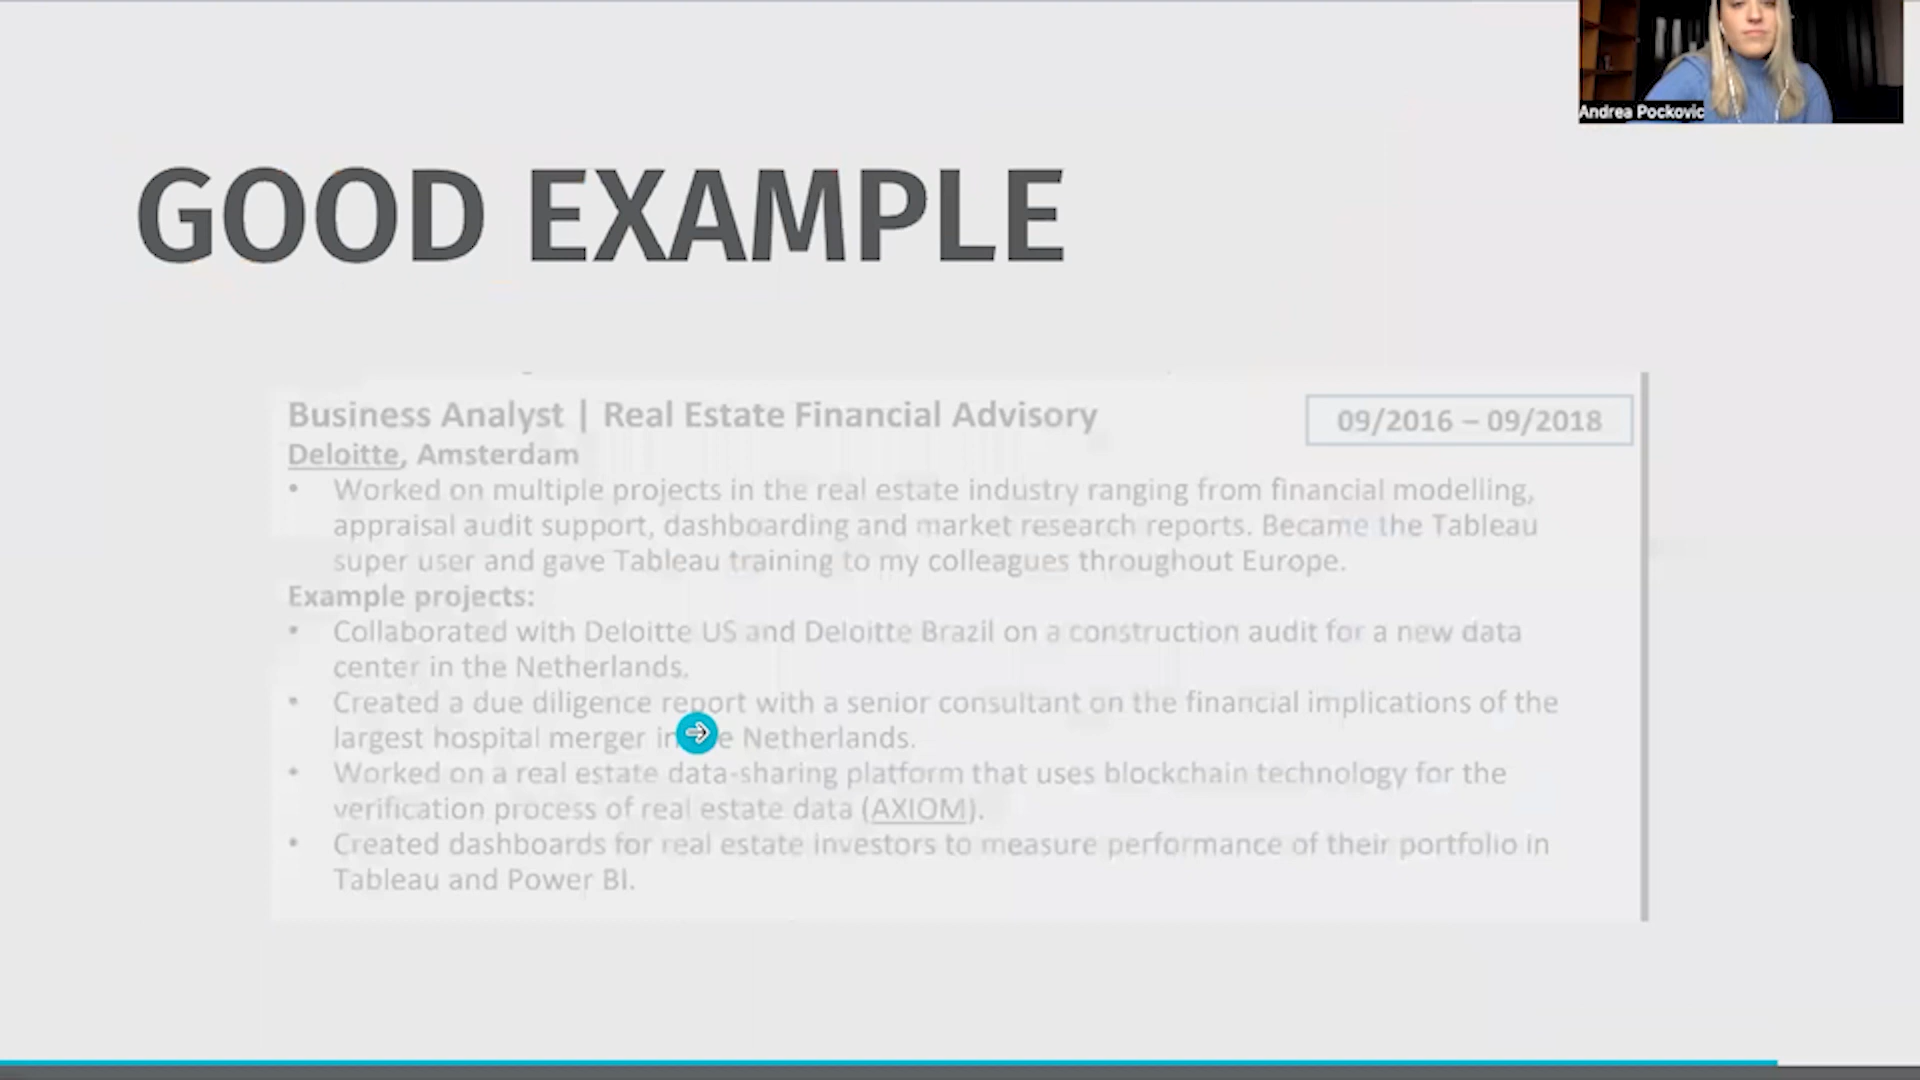 Andrea Pockovic
GOOD EXAMPLE
Business Analyst | Real Estate Financial Advisory
09/2016 – 09/2018
Deloitte, Amsterdam
• Worked on multiple projects in the real estate industry ranging from financial modelling,
appraisal audit support, dashboarding and market research reports. Became the Tableau
super user and gave Tableau training to my colleagues throughout Europe.
Example projects:
• Collaborated with Deloitte US and Deloitte Brazil on a construction audit for a new data
center in the Netherlands.
• Created a due diligence report with a senior consultant on the financial implications of the
largest hospital merger in Netherlands.
• Worked on a real estate data-sharing platform that uses blockchain technology for the
verification process of real estate data (AXIOM).
• Created dashboards for real estate investors to measure performance of their portfolio in
Tableau and Power BI.